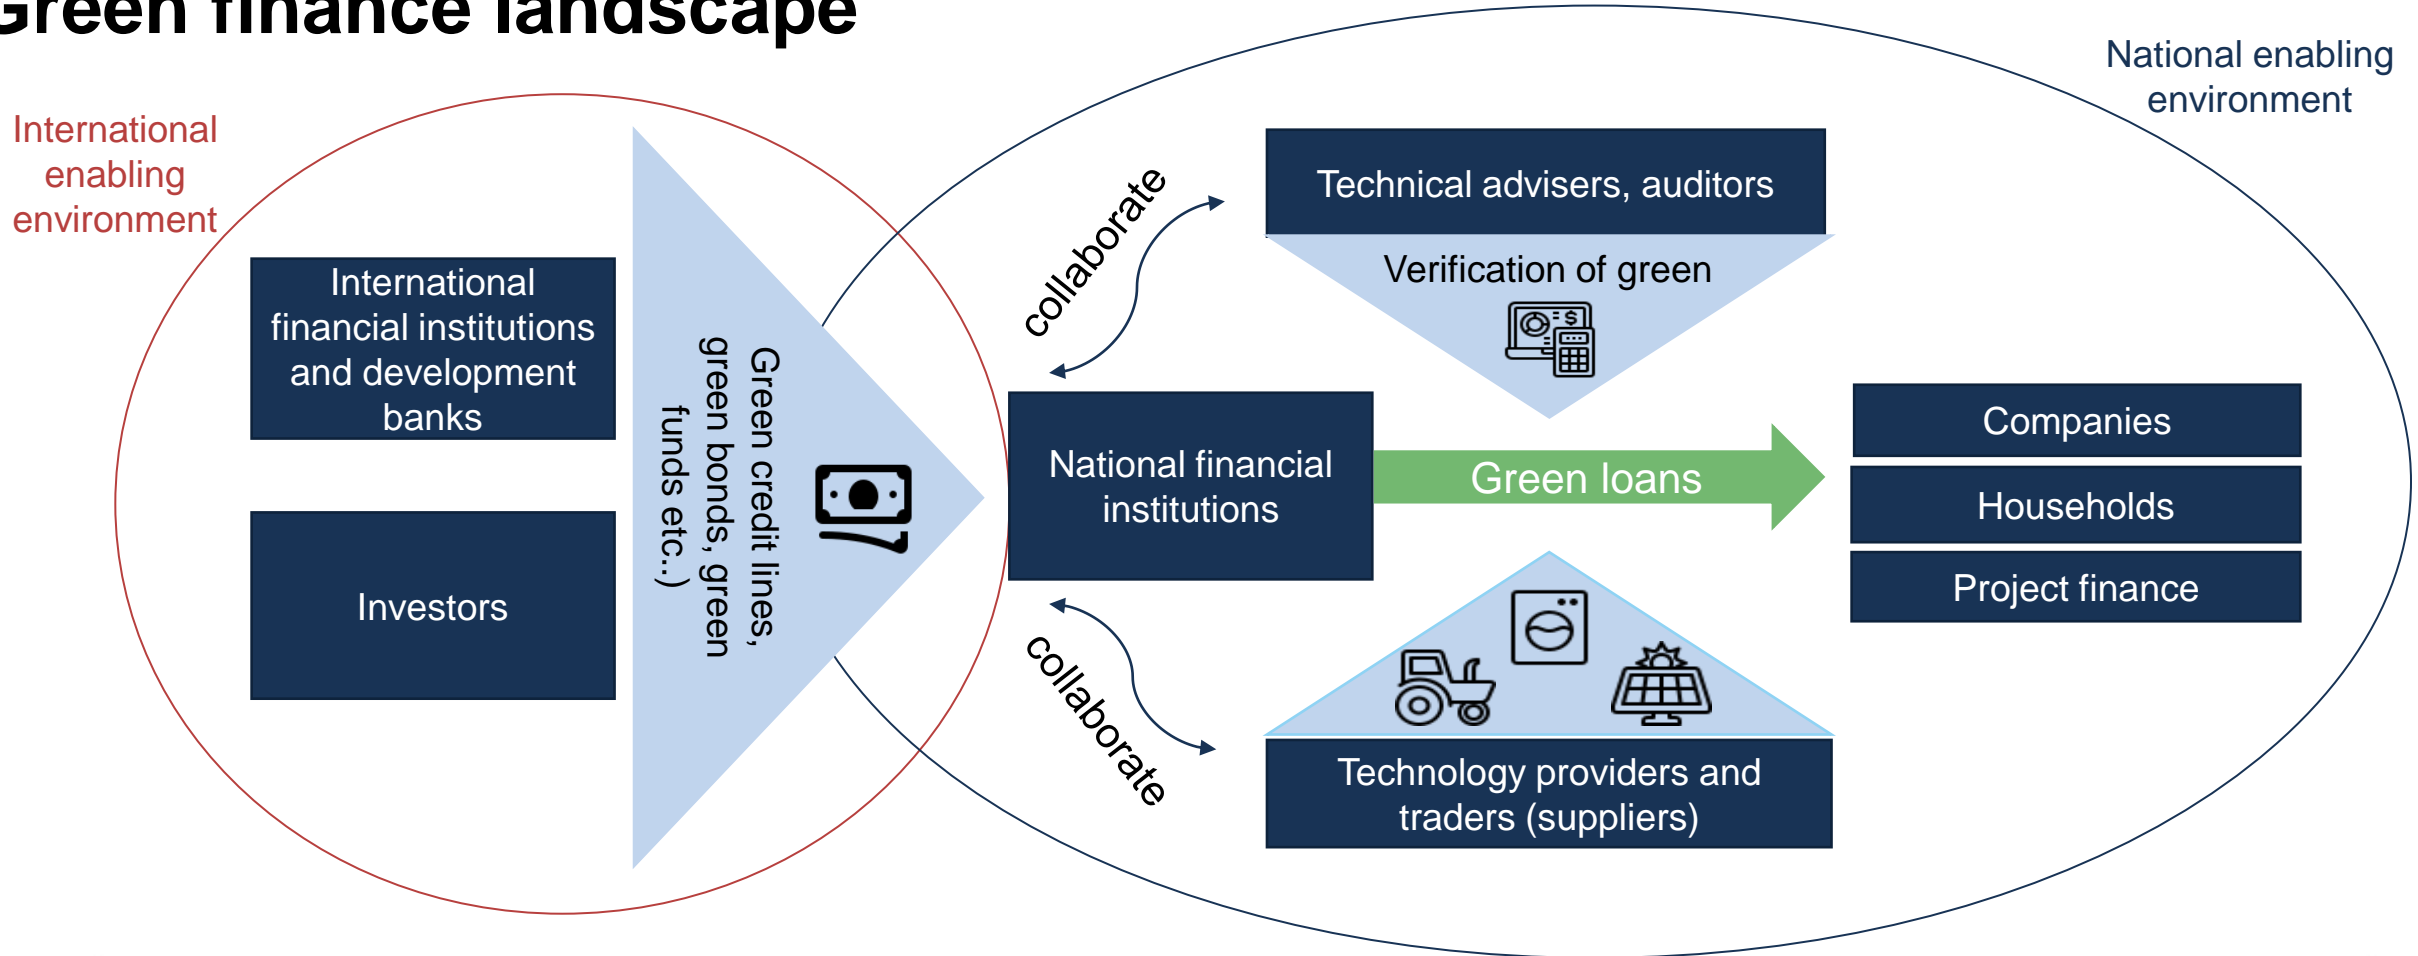 Green finance landscape
International
enabling
environment
National enabling
environment
International
financial institutions
and development
banks
Investors
Green credit lines,
green bonds, green
funds etc..)
collaborate
collaborate
National financial
institutions
Technical advisers, auditors
Verification of green
$
Green loans
Technology providers and
traders (suppliers)
Companies
Households
Project finance